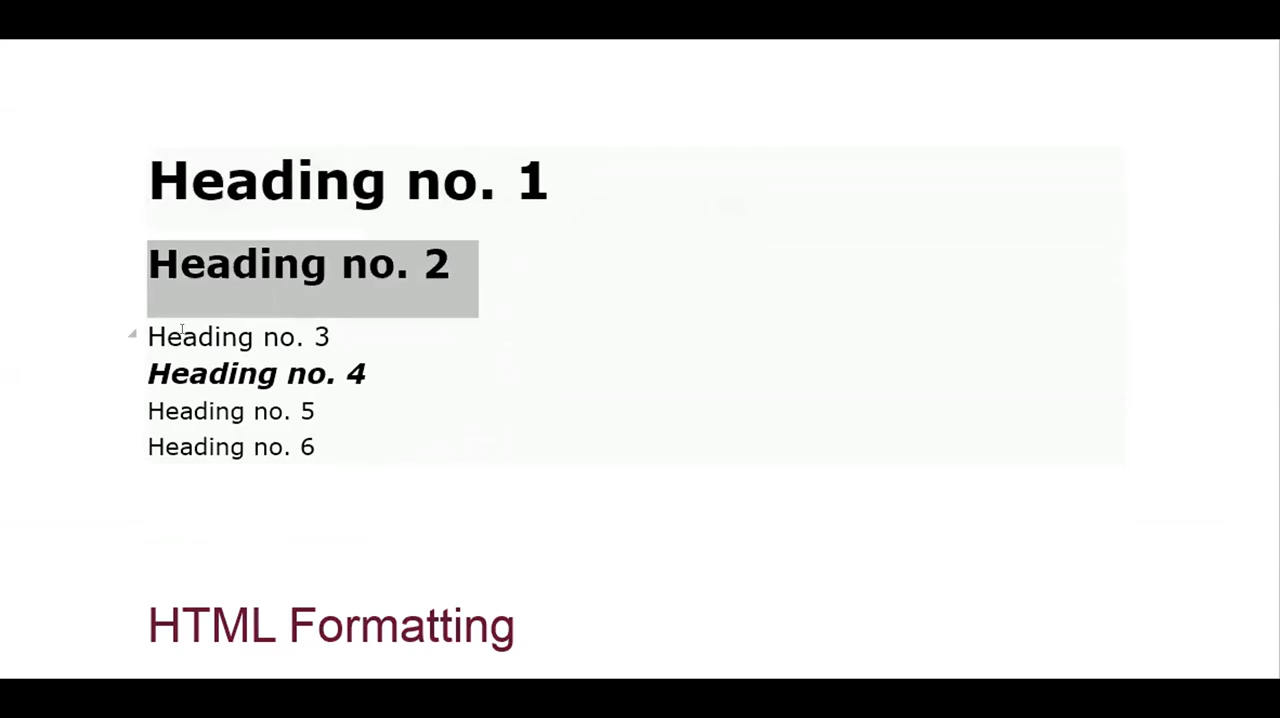 Heading no. 1
Heading no. 2
Heading no. 3
Heading no. 4
Heading no. 5
Heading no. 6
HTML Formatting